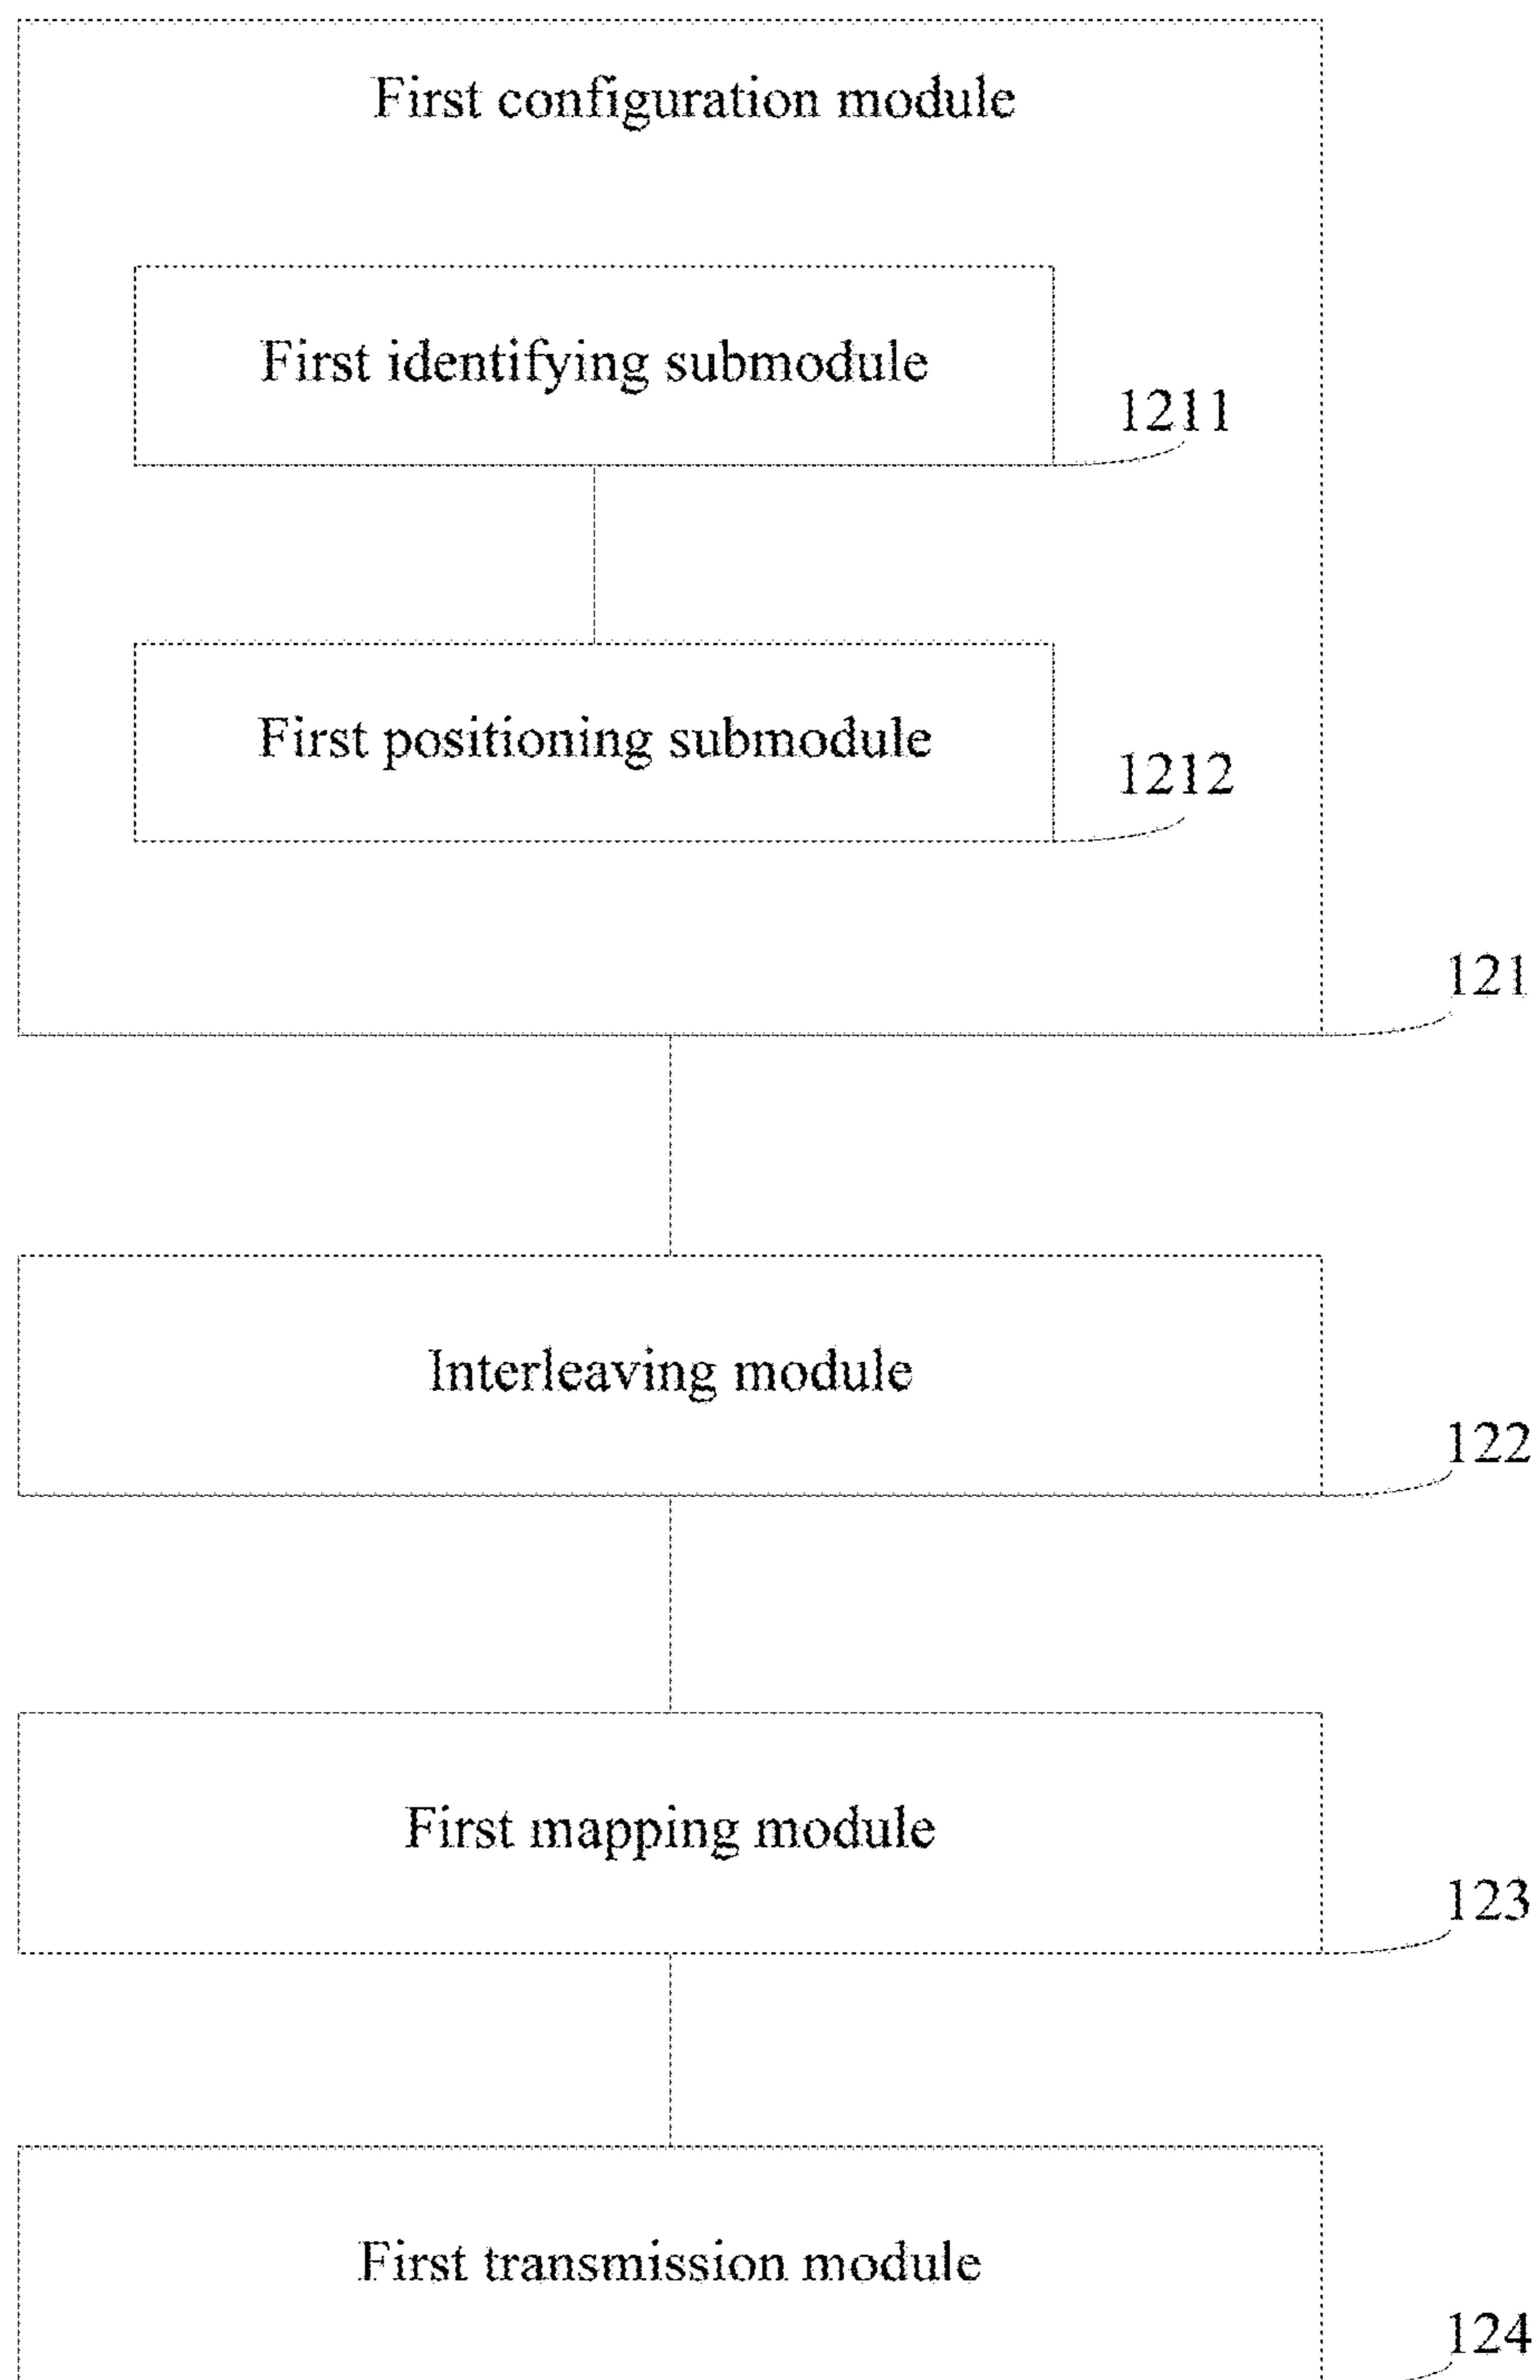 First configuration module
First identifying submodule
1211
First positioning submodule
1212
121
Interleaving module
122
First mapping module
123
First transmission module
124